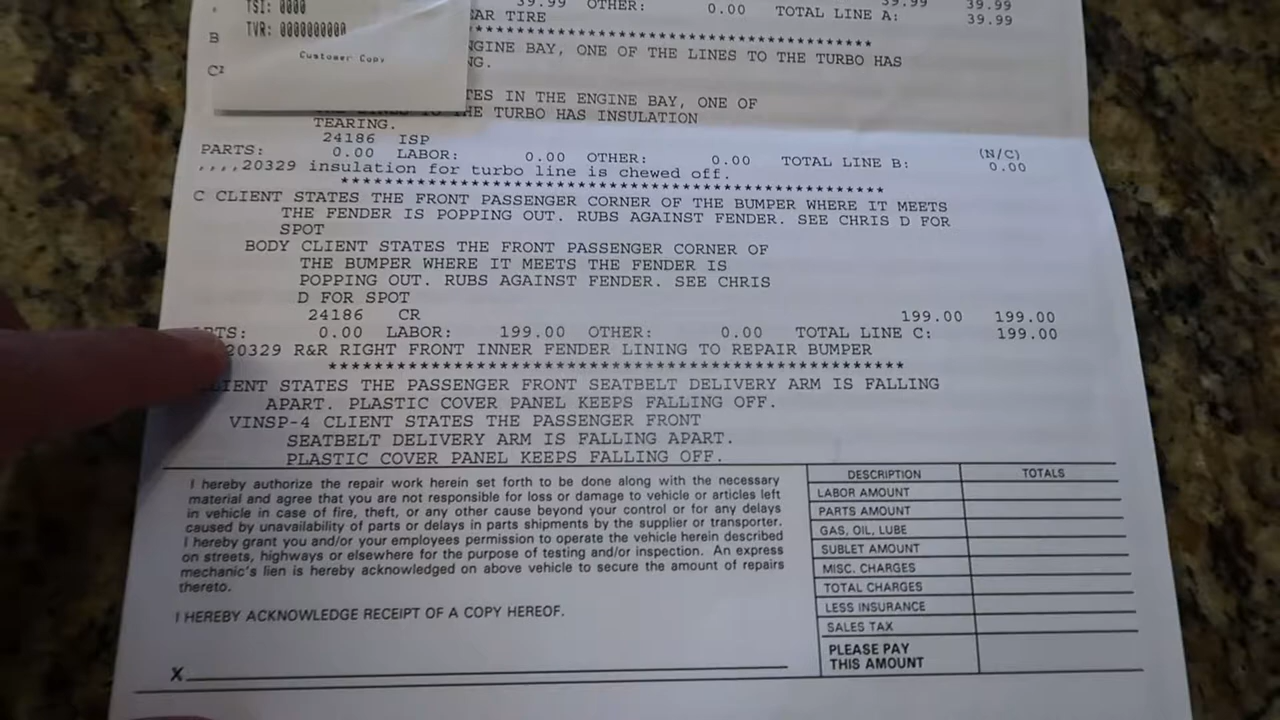 TSI: 0000
39.99 OTHER: 39.99 39.99
0.00 TOTAL LINE A: 39.99
TVR: 0000000000
CAR TIRE
****************************************
Customer Copy
B
ENGINE BAY, ONE OF THE LINES TO THE TURBO HAS
NG.
TES IN THE ENGINE BAY, ONE OF
THE LINES TO THE TURBO HAS INSULATION
TEARING.
24186 ISP (N/C)
PARTS: 0.00 LABOR: 0.00 OTHER: 0.00 TOTAL LINE B: 0.00
,,,,20329 insulation for turbo line is chewed off.
******************************************************
C CLIENT STATES THE FRONT PASSENGER CORNER OF THE BUMPER WHERE IT MEETS
THE FENDER IS POPPING OUT. RUBS AGAINST FENDER. SEE CHRIS D FOR
SPOT
BODY CLIENT STATES THE FRONT PASSENGER CORNER OF
THE BUMPER WHERE IT MEETS THE FENDER IS
POPPING OUT. RUBS AGAINST FENDER. SEE CHRIS
D FOR SPOT
24186 CR 199.00 199.00
PARTS: 0.00 LABOR: 199.00 OTHER: 0.00 TOTAL LINE C: 199.00
20329 R&R RIGHT FRONT INNER FENDER LINING TO REPAIR BUMPER
******************************************************
CLIENT STATES THE PASSENGER FRONT SEATBELT DELIVERY ARM IS FALLING
APART. PLASTIC COVER PANEL KEEPS FALLING OFF.
VINSP-4 CLIENT STATES THE PASSENGER FRONT
SEATBELT DELIVERY ARM IS FALLING APART.
PLASTIC COVER PANEL KEEPS FALLING OFF.
I hereby authorize the repair work herein set forth to be done along with the necessary
material and agree that you are not responsible for loss or damage to vehicle or articles left
in vehicle in case of fire, theft, or any other cause beyond your control or for any delays
caused by unavailability of parts or delays in parts shipments by the supplier or transporter.
I hereby grant you and/or your employees permission to operate the vehicle herein described
on streets, highways or elsewhere for the purpose of testing and/or inspection. An express
mechanic's lien is hereby acknowledged on above vehicle to secure the amount of repairs
thereto.
I HEREBY ACKNOWLEDGE RECEIPT OF A COPY HEREOF.
X
DESCRIPTION TOTALS
LABOR AMOUNT
PARTS AMOUNT
GAS, OIL, LUBE
SUBLET AMOUNT
MISC. CHARGES
TOTAL CHARGES
LESS INSURANCE
SALES TAX
PLEASE PAY
THIS AMOUNT